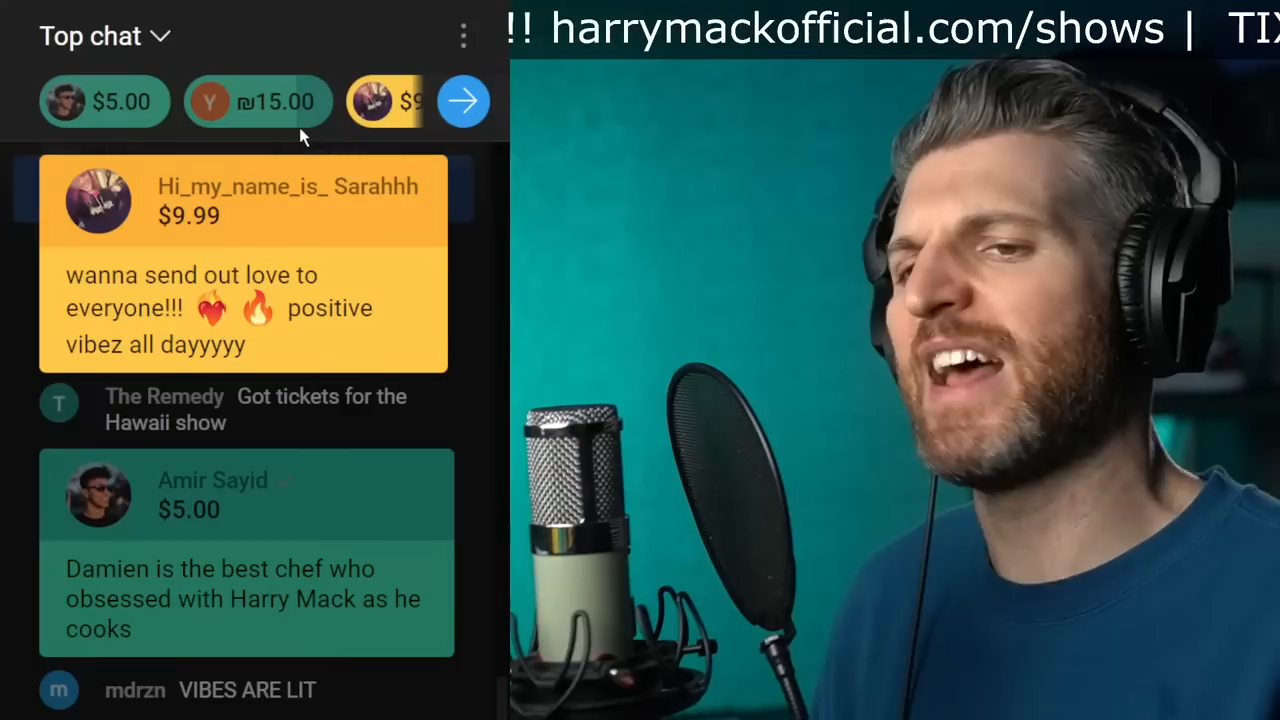 Top chat
!! harrymackofficial.com/shows | TIX
$5.00
Y
₪15.00
$9
Hi_my_name_is_ Sarahhh
$9.99
wanna send out love to
everyone!!! ❤️‍🔥 🔥 positive
vibez all dayyyyy
T
The Remedy Got tickets for the
Hawaii show
Amir Sayid
$5.00
Damien is the best chef who
obsessed with Harry Mack as he
cooks
m
mdrzn VIBES ARE LIT